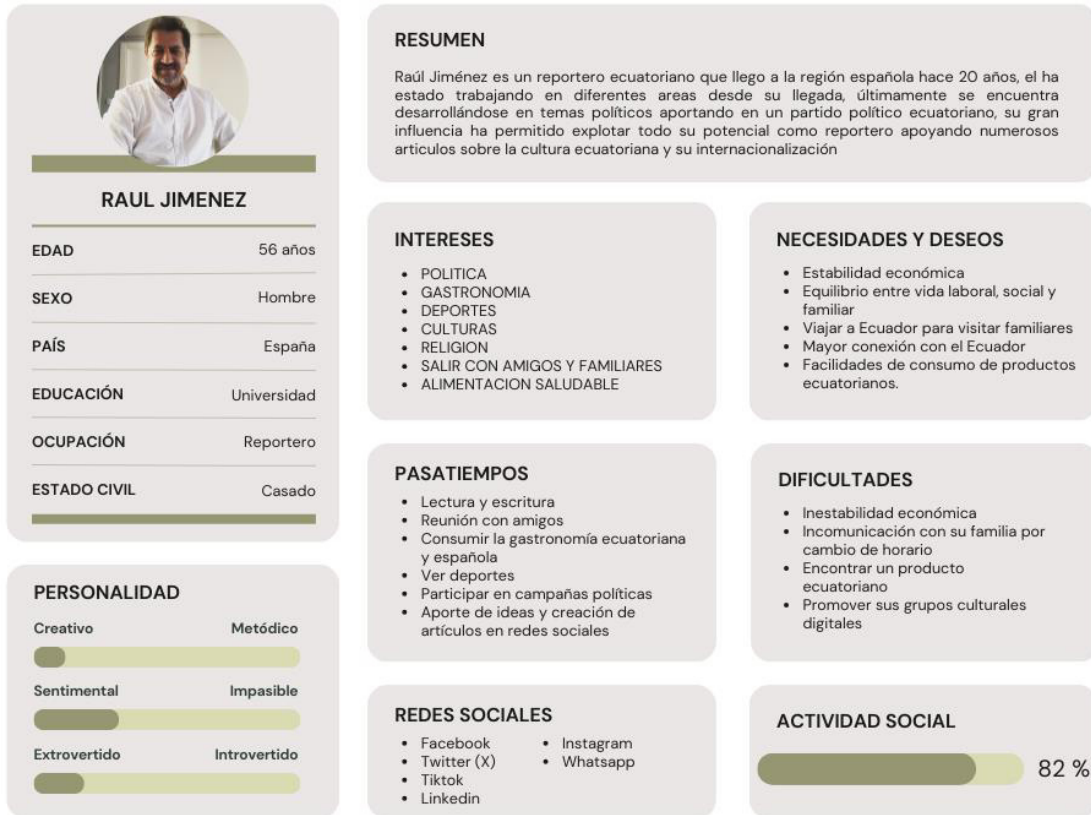 RAUL JIMENEZ
EDAD 56 años
SEXO Hombre
PAÍS España
EDUCACIÓN Universidad
OCUPACIÓN Reportero
ESTADO CIVIL Casado
PERSONALIDAD
Creativo Metódico
Sentimental Impasible
Extrovertido Introvertido
RESUMEN
Raúl Jiménez es un reportero ecuatoriano que llego a la región española hace 20 años, el ha
estado trabajando en diferentes areas desde su llegada, últimamente se encuentra
desarrollándose en temas políticos aportando en un partido político ecuatoriano, su gran
influencia ha permitido explotar todo su potencial como reportero apoyando numerosos
articulos sobre la cultura ecuatoriana y su internacionalización
INTERESES
• POLITICA
• GASTRONOMIA
• DEPORTES
• CULTURAS
• RELIGION
• SALIR CON AMIGOS Y FAMILIARES
• ALIMENTACION SALUDABLE
NECESIDADES Y DESEOS
• Estabilidad económica
• Equilibrio entre vida laboral, social y
familiar
• Viajar a Ecuador para visitar familiares
• Mayor conexión con el Ecuador
• Facilidades de consumo de productos
ecuatorianos.
PASATIEMPOS
• Lectura y escritura
• Reunión con amigos
• Consumir la gastronomía ecuatoriana
y española
• Ver deportes
• Participar en campañas políticas
• Aporte de ideas y creación de
artículos en redes sociales
DIFICULTADES
• Inestabilidad económica
• Incomunicación con su familia por
cambio de horario
• Encontrar un producto
ecuatoriano
• Promover sus grupos culturales
digitales
REDES SOCIALES
• Facebook
• Twitter (X)
• Tiktok
• Linkedin
• Instagram
• Whatsapp
ACTIVIDAD SOCIAL
82 %